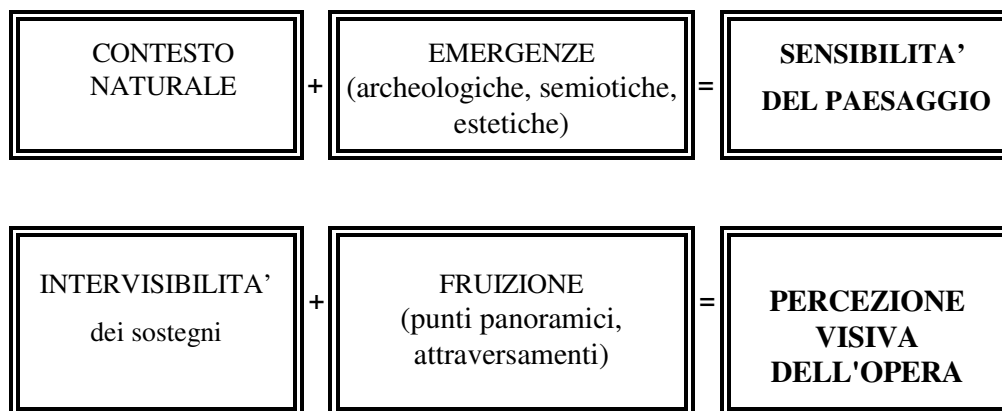 CONTESTO
NATURALE
+
EMERGENZE
(archeologiche, semiotiche,
estetiche)
=
SENSIBILITA’
DEL PAESAGGIO
INTERVISIBILITA’
dei sostegni
+
FRUIZIONE
(punti panoramici,
attraversamenti)
=
PERCEZIONE
VISIVA
DELL'OPERA